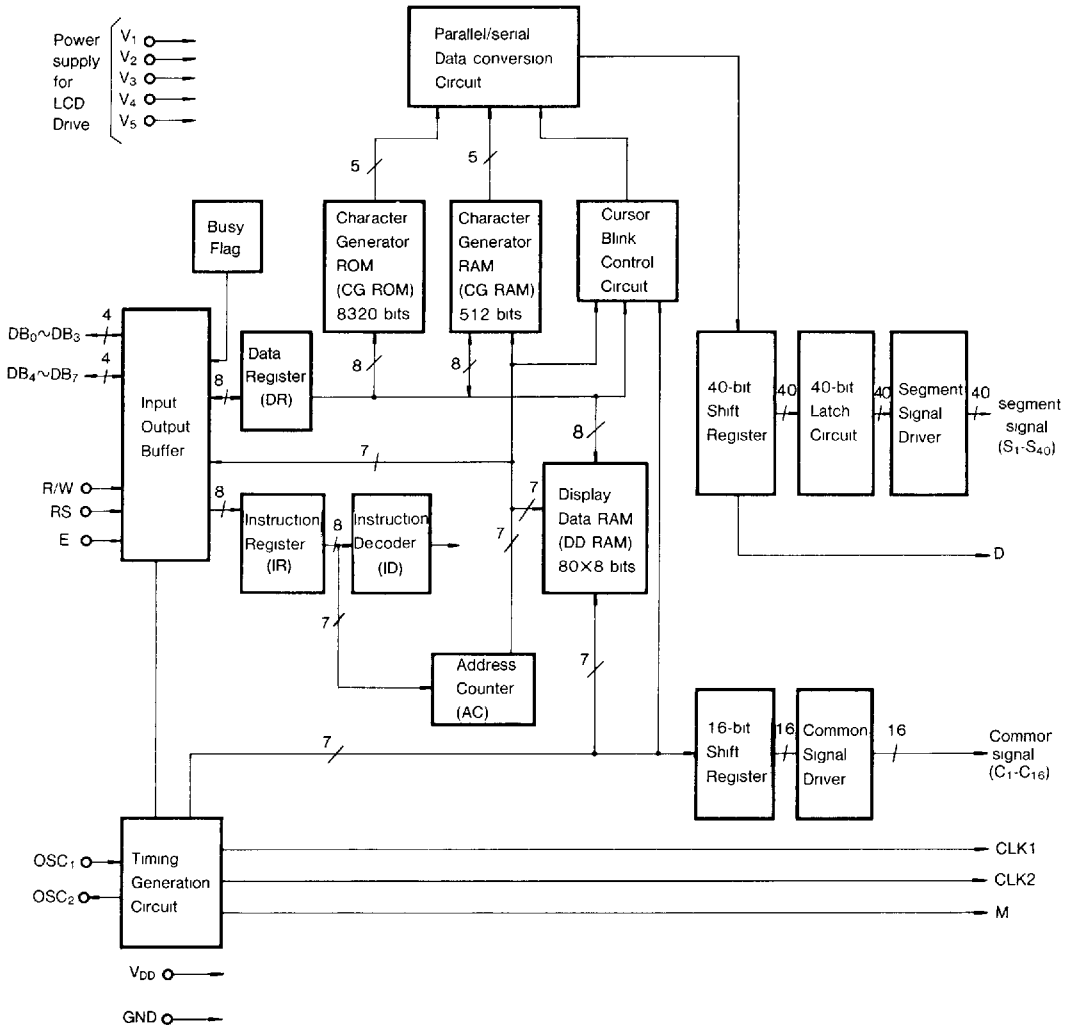 Power
supply
for
LCD
Drive
V1
V2
V3
V4
V5
Parallel/serial
Data conversion
Circuit
5
5
Busy
Flag
Character
Generator
ROM
(CG ROM)
8320 bits
Character
Generator
RAM
(CG RAM)
512 bits
Cursor
Blink
Control
Circuit
DB0~DB3
4
DB4~DB7
4
Input
Output
Buffer
8
Data
Register
(DR)
8
8
8
40-bit
Shift
Register
40
40-bit
Latch
Circuit
40
Segment
Signal
Driver
40
segment
signal
(S1-S40)
7
R/W
RS
E
8
Instruction
Register
(IR)
8
Instruction
Decoder
(ID)
7
7
Display
Data RAM
(DD RAM)
80×8 bits
D
7
Address
Counter
(AC)
7
7
16-bit
Shift
Register
16
Common
Signal
Driver
16
Commor
signal
(C1-C16)
OSC1
OSC2
Timing
Generation
Circuit
CLK1
CLK2
M
VDD
GND